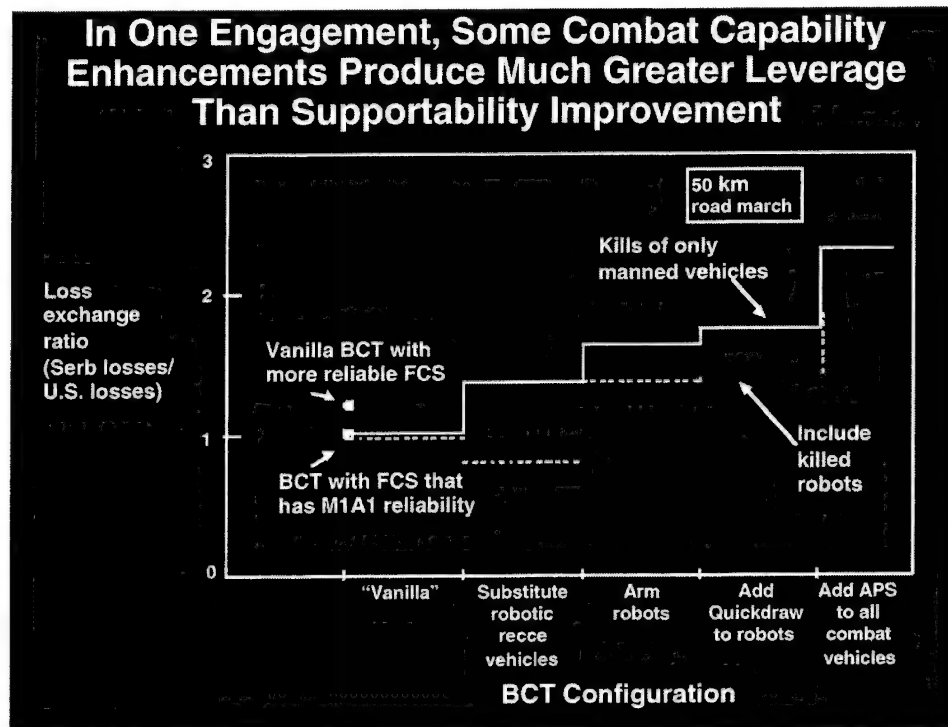 In One Engagement, Some Combat Capability
Enhancements Produce Much Greater Leverage
Than Supportability Improvement
3
50 km
road march
Kills of only
manned vehicles
Loss
exchange
ratio
(Serb losses/
U.S. losses)
2
Vanilla BCT with
more reliable FCS
1
Include
killed
robots
BCT with FCS that
has M1A1 reliability
0
"Vanilla"
Substitute
robotic
recce
vehicles
Arm
robots
Add
Quickdraw
to robots
Add APS
to all
combat
vehicles
BCT Configuration